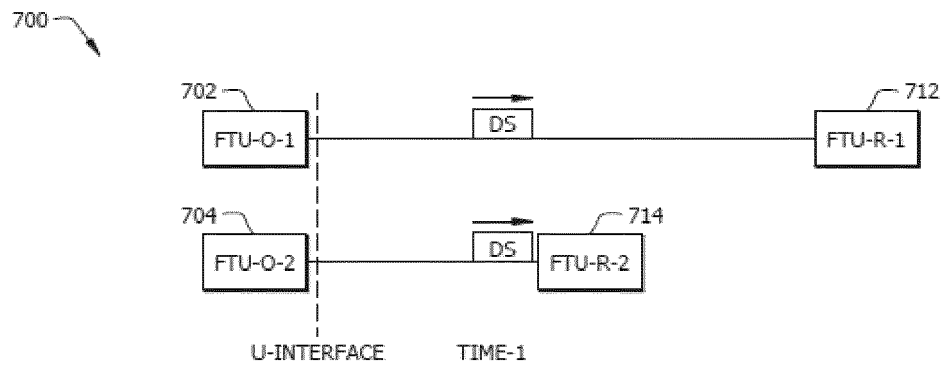 700
702
712
FTU-O-1
DS
FTU-R-1
704
714
FTU-O-2
DS
FTU-R-2
U-INTERFACE
TIME-1